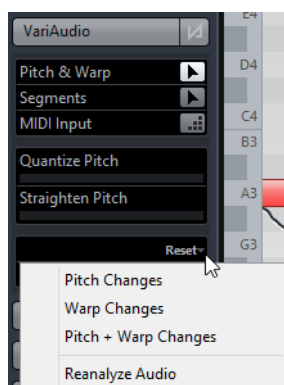 VariAudio
E4
Pitch & Warp
D4
Segments
MIDI Input
C4
B3
Quantize Pitch
Straighten Pitch
A3
Reset
G3
Pitch Changes
Warp Changes
Pitch + Warp Changes
Reanalyze Audio